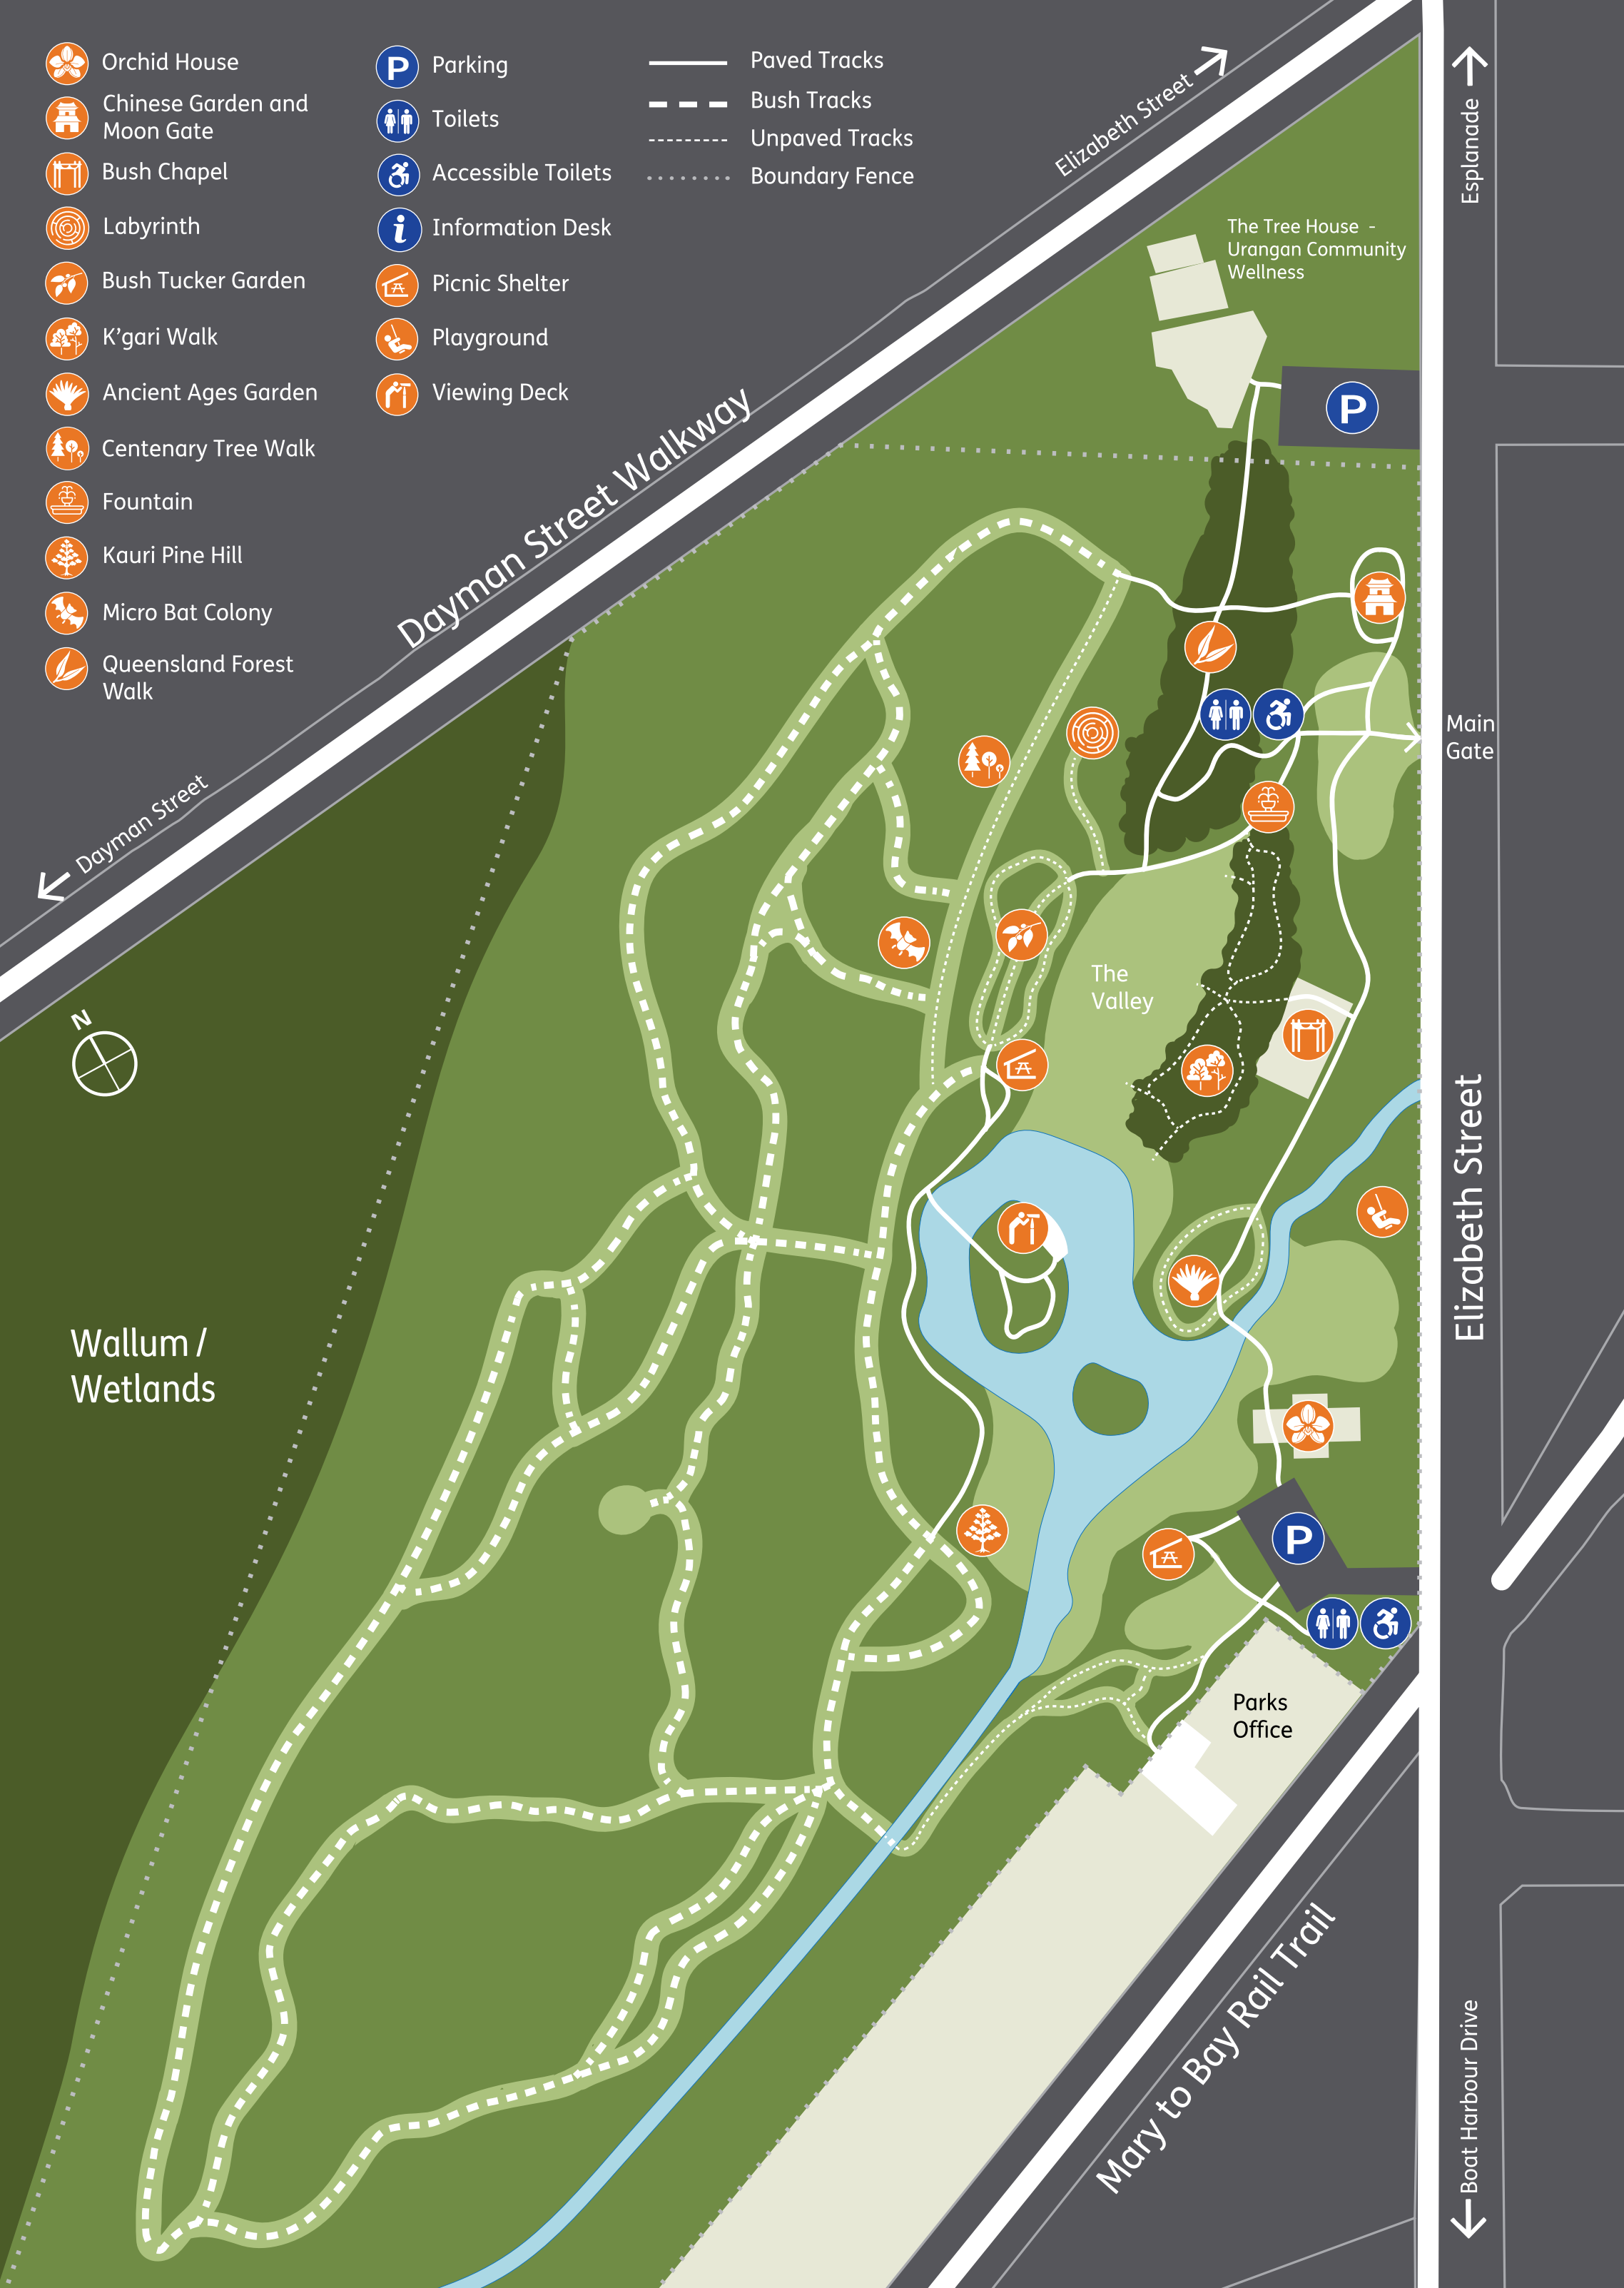 Orchid House
Chinese Garden and
Moon Gate
Bush Chapel
Labyrinth
Bush Tucker Garden
K'gari Walk
Ancient Ages Garden
Centenary Tree Walk
Fountain
Kauri Pine Hill
Micro Bat Colony
Queensland Forest
Walk
P Parking
Toilets
Accessible Toilets
i Information Desk
Picnic Shelter
Playground
Viewing Deck
Paved Tracks
Bush Tracks
Unpaved Tracks
Boundary Fence
Elizabeth Street
Esplanade
The Tree House -
Urangan Community
Wellness
P
Dayman Street Walkway
Dayman Street
Main
Gate
The
Valley
N
Elizabeth Street
Wallum /
Wetlands
P
Parks
Office
Mary to Bay Rail Trail
Boat Harbour Drive